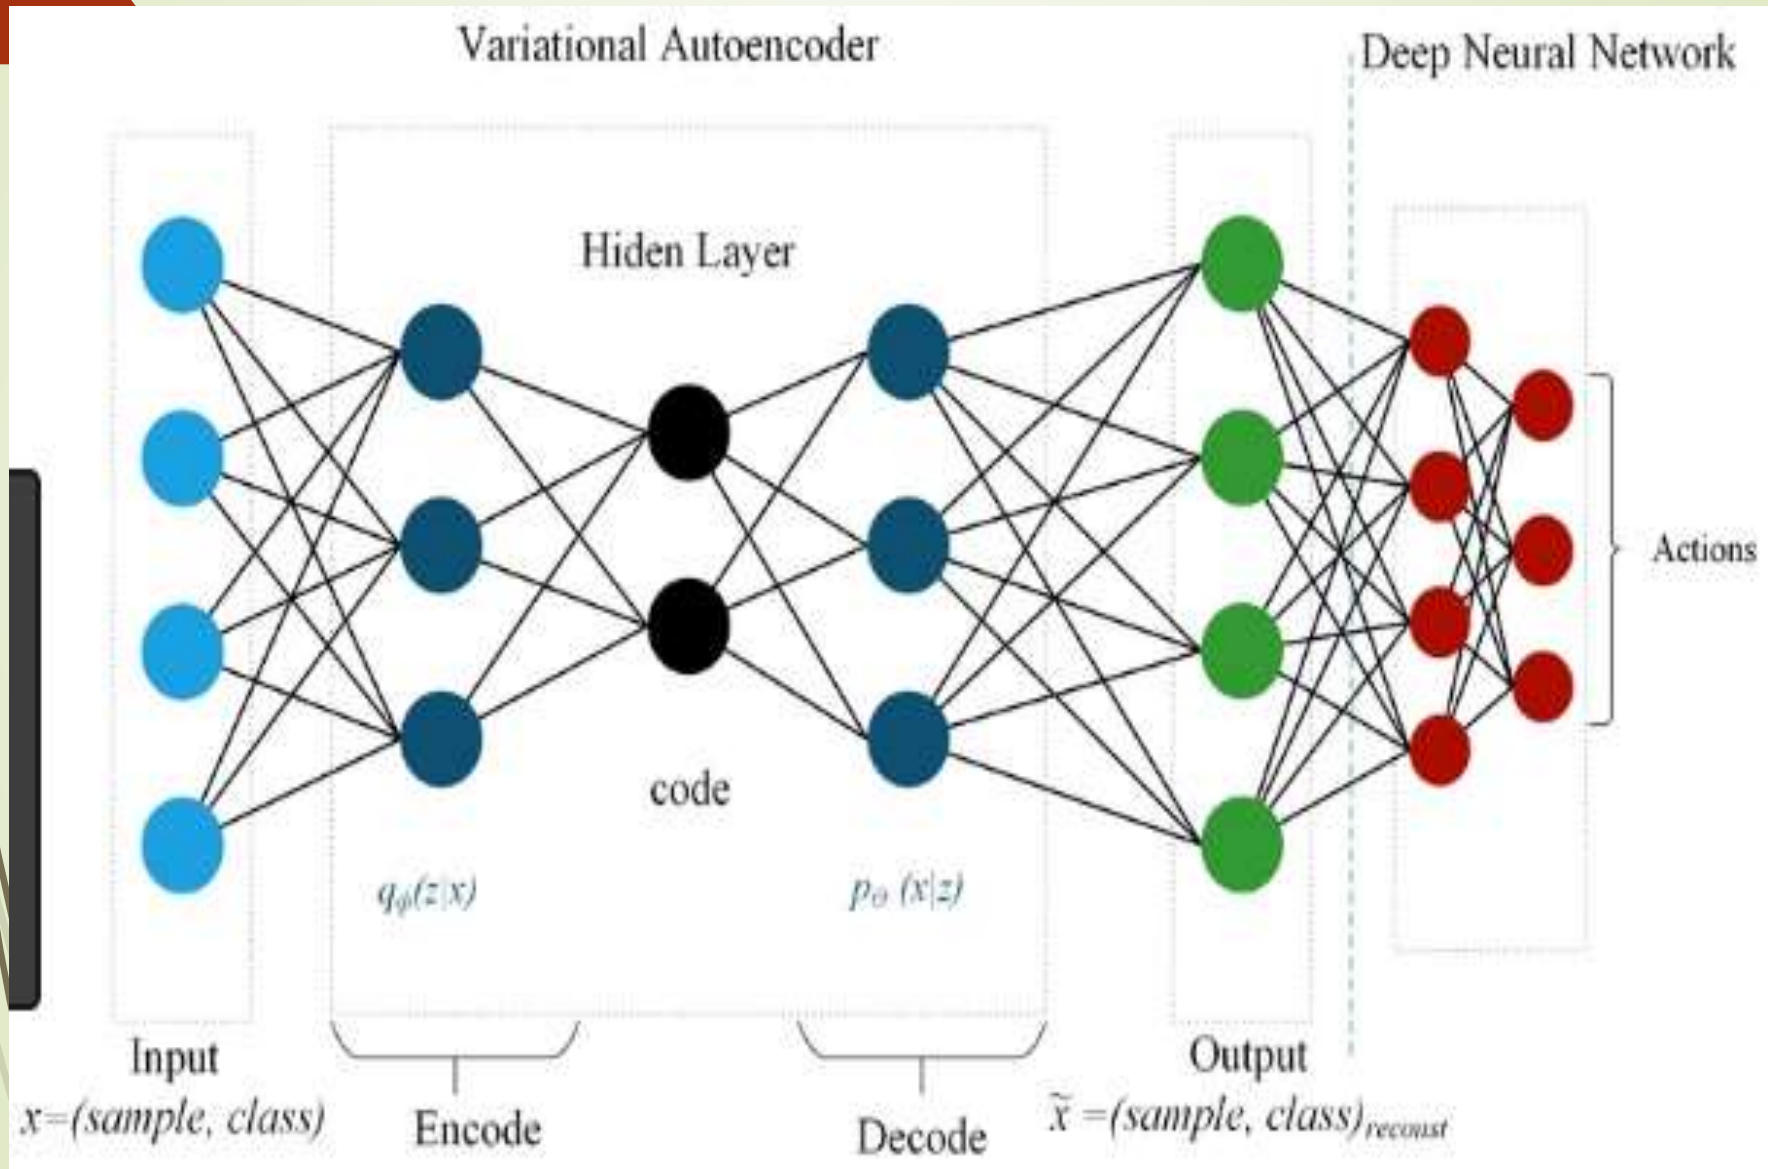 Variational Autoencoder
Deep Neural Network
Hiden Layer
Actions
code
qϕ(z|x)
pθ (x|z)
Input
Output
x=(sample, class)
Encode
Decode
x̃ =(sample, class)reconst